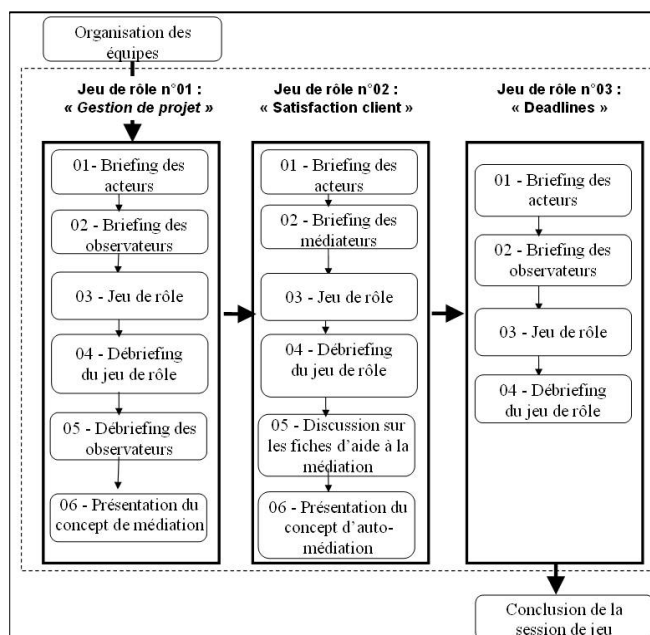 Organisation des
équipes
Jeu de rôle n°01 :
« Gestion de projet »
01- Briefing des
acteurs
02 - Briefing des
observateurs
03 - Jeu de rôle
04 - Débriefing
du jeu de rôle
05 - Débriefing des
observateurs
06 - Présentation du
concept de médiation
Jeu de rôle n°02 :
« Satisfaction client »
01 - Briefing des
acteurs
02 - Briefing des
médiateurs
03 - Jeu de rôle
04 - Débriefing
du jeu de rôle
05 - Discussion sur
les fiches d'aide à la
médiation
06 - Présentation du
concept d'auto-
médiation
Jeu de rôle n°03 :
« Deadlines »
01 - Briefing des
acteurs
02 - Briefing des
observateurs
03 - Jeu de rôle
04 - Débriefing
du jeu de rôle
Conclusion de la
session de jeu